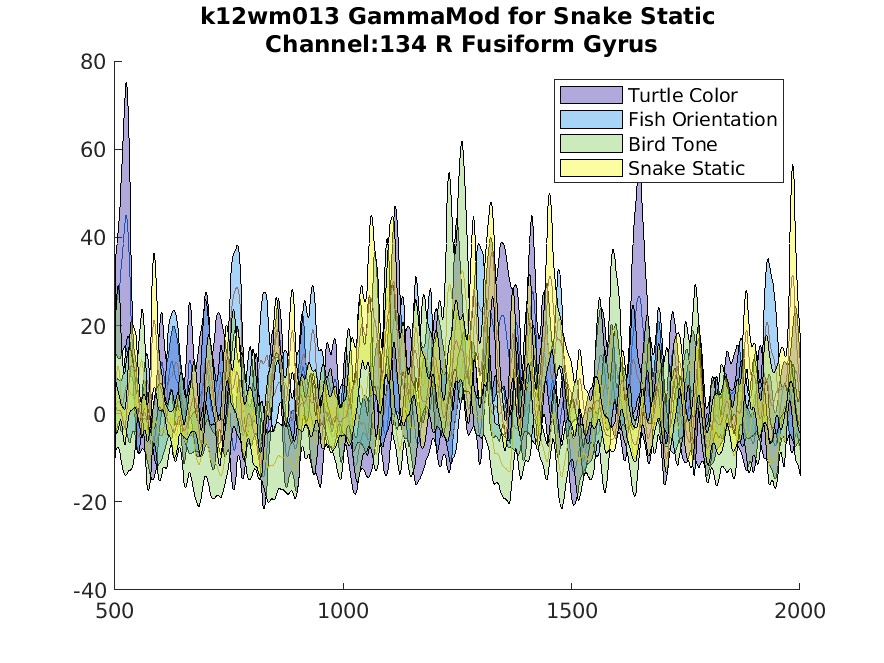 k12wm013 GammaMod for Snake Static
Channel:134 R Fusiform Gyrus
80
60
40
20
0
-20
-40
500
1000
1500
2000
Turtle Color
Fish Orientation
Bird Tone
Snake Static